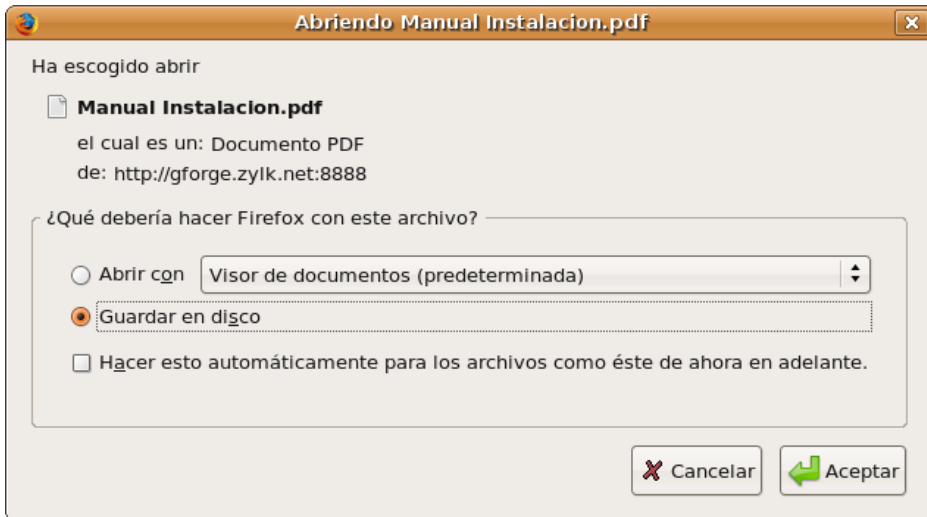 Abriendo Manual Instalacion.pdf
Ha escogido abrir
Manual Instalacion.pdf
el cual es un: Documento PDF
de: http://gforge.zylk.net:8888
¿Qué debería hacer Firefox con este archivo?
Abrir con Visor de documentos (predeterminada)
Guardar en disco
Hacer esto automáticamente para los archivos como éste de ahora en adelante.
Cancelar Aceptar